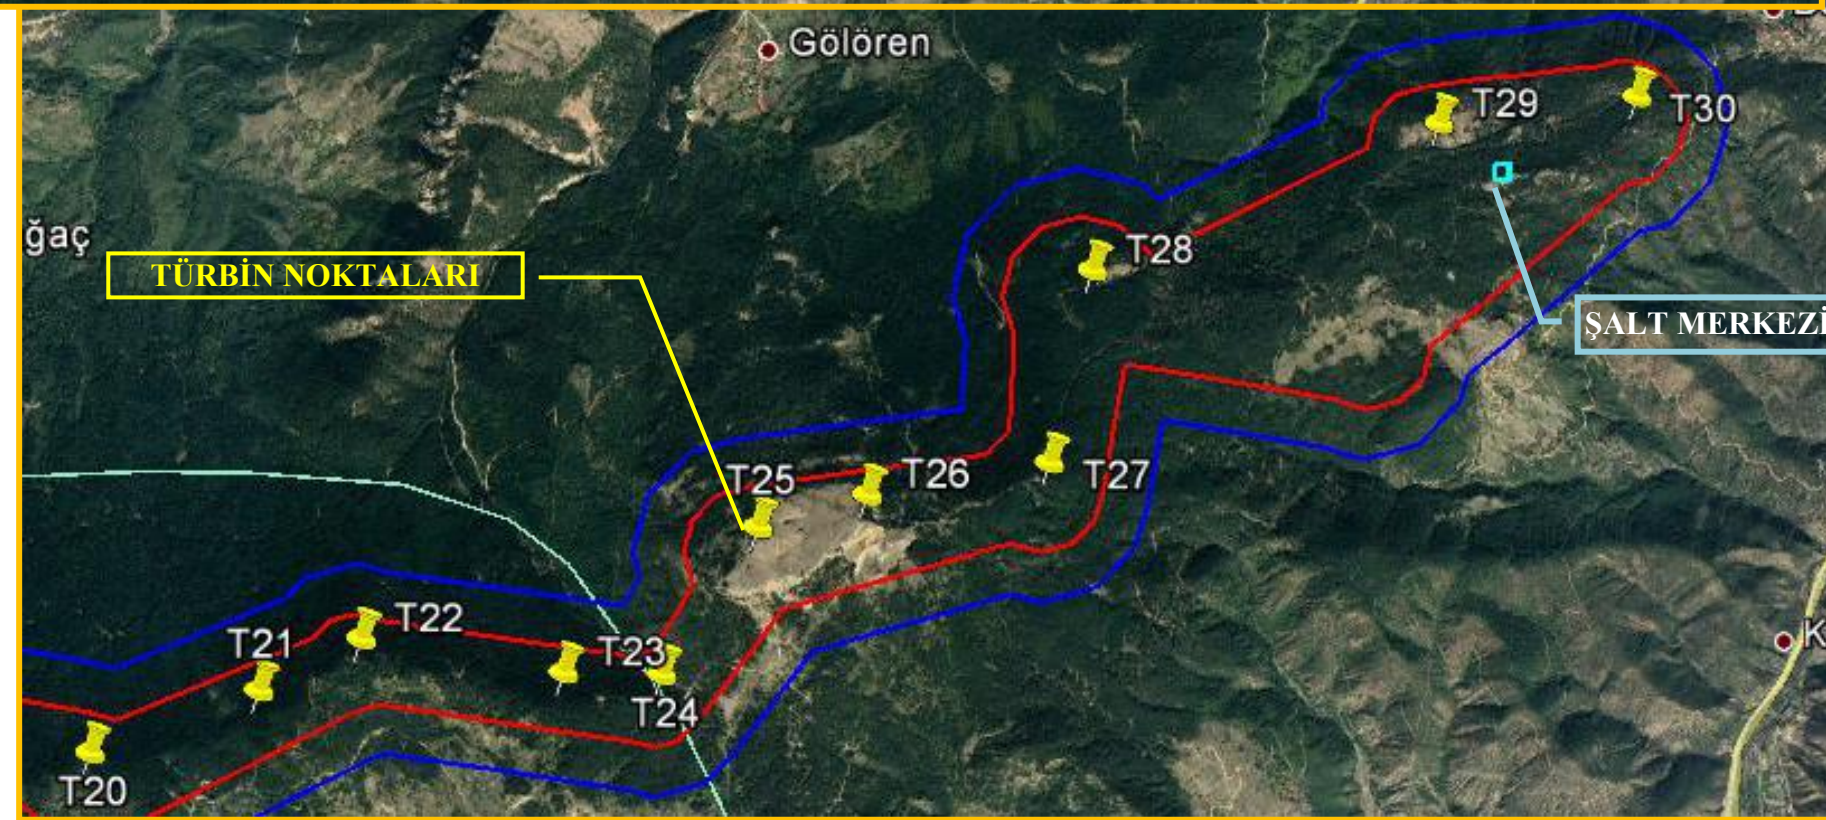 Gölören
T29
T30
ğaç
T28
TÜRBİN NOKTALARI
ŞALT MERKEZİ
T25
T26
T27
T21
T22
T23
T24
T20
K